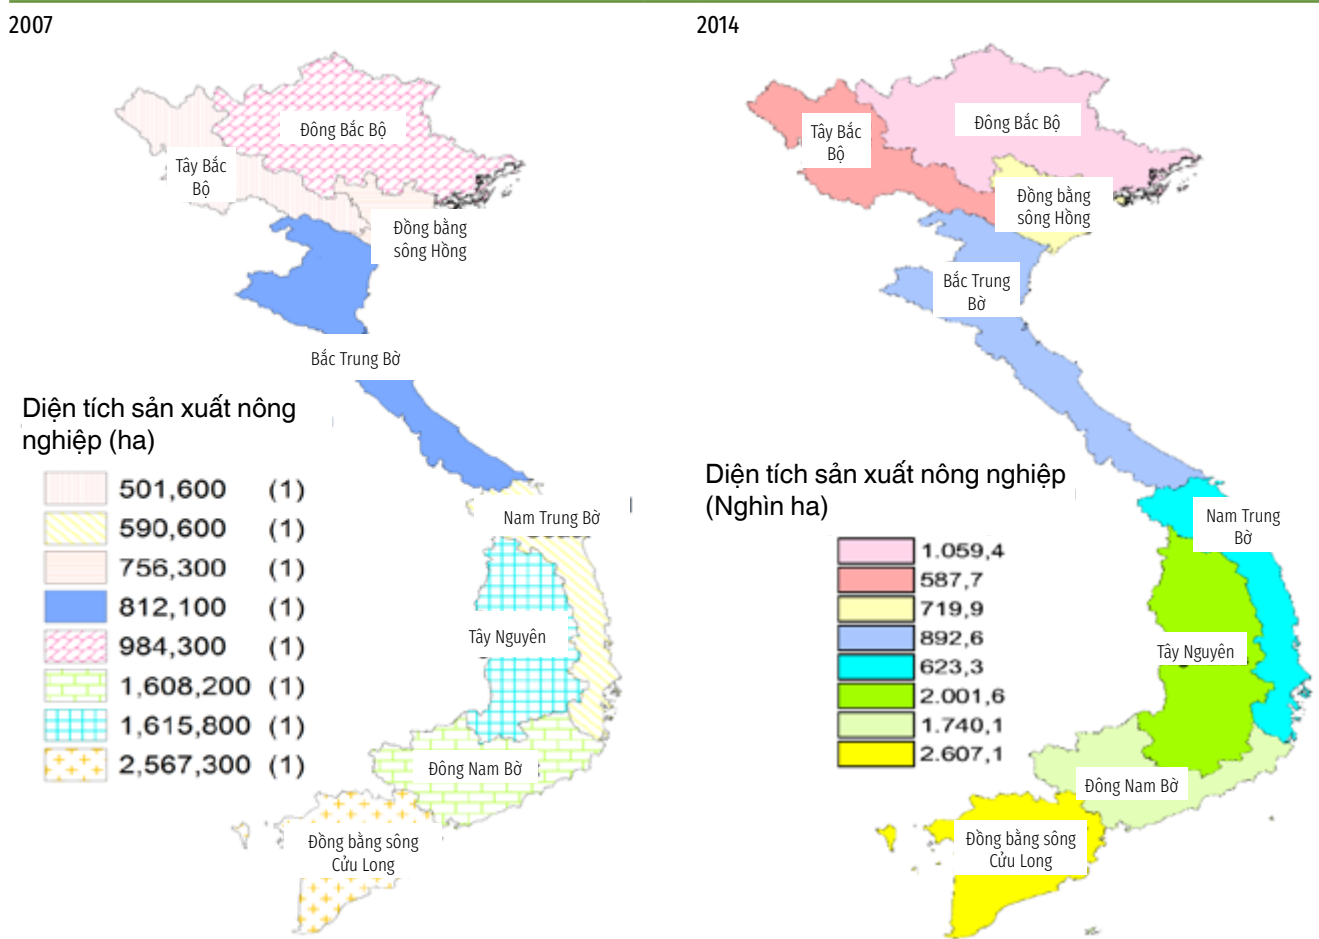 2007
Đông Bắc Bộ
Tây Bắc
Bộ
Đồng bằng
sông Hồng
Bắc Trung Bờ
Diện tích sản xuất nông
nghiệp (ha)
501,600 (1)
590,600 (1)
756,300 (1)
812,100 (1)
984,300 (1)
1,608,200 (1)
1,615,800 (1)
2,567,300 (1)
Nam Trung Bờ
Tây Nguyên
Đông Nam Bờ
Đồng bằng sông
Cửu Long
2014
Đông Bắc Bộ
Tây Bắc
Bộ
Đồng bằng
sông Hồng
Bắc Trung
Bờ
Diện tích sản xuất nông nghiệp
(Nghìn ha)
1.059,4
587,7
719,9
892,6
623,3
2.001,6
1.740,1
2.607,1
Nam Trung
Bờ
Tây Nguyên
Đông Nam Bờ
Đồng bằng sông
Cửu Long